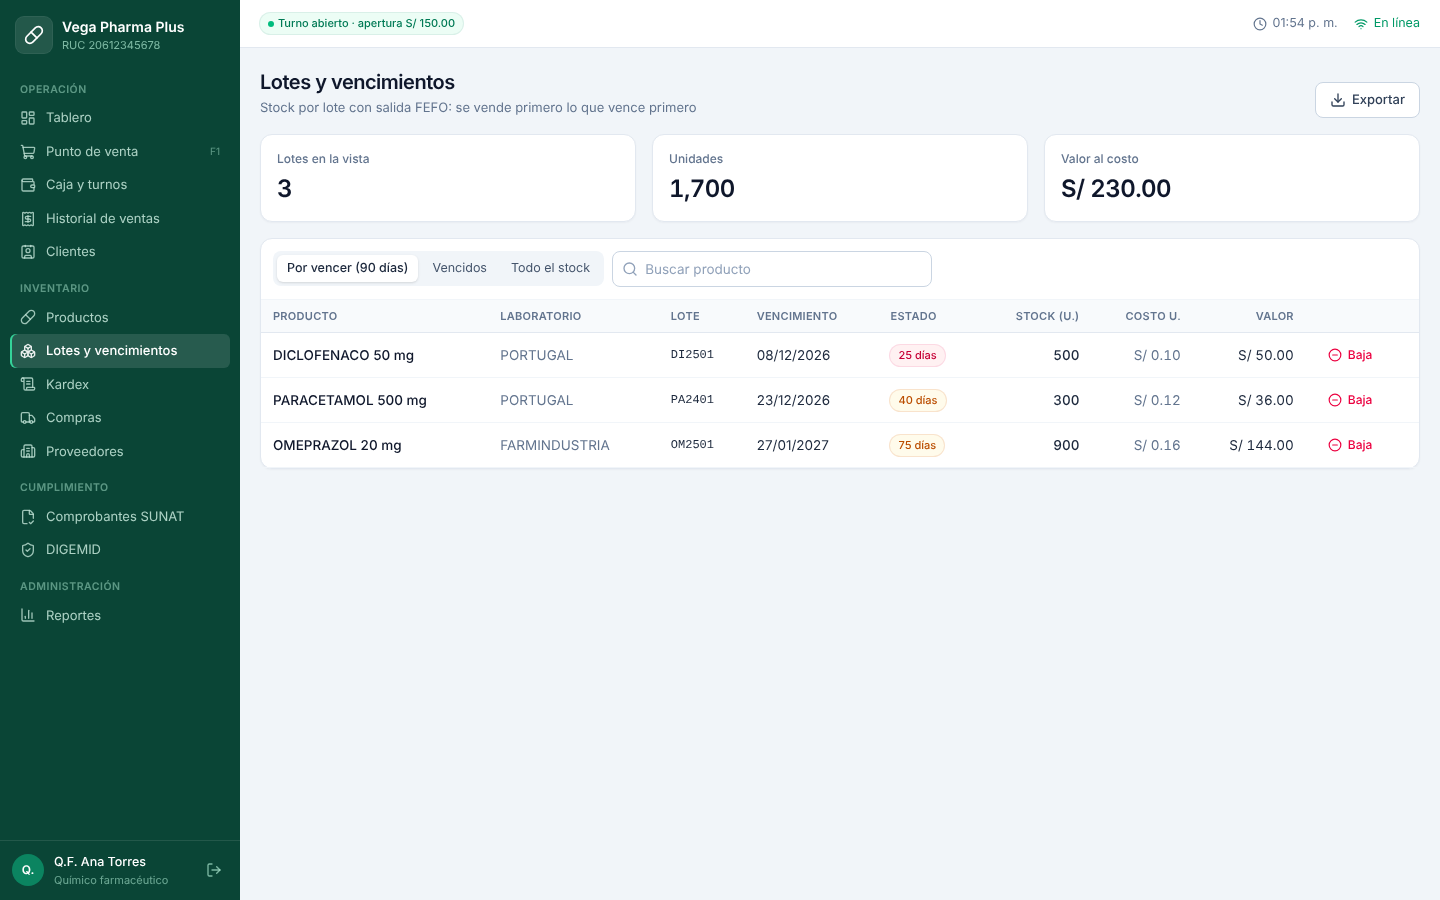 Vega Pharma Plus
RUC 20612345678
OPERACIÓN
Tablero
Punto de venta F1
Caja y turnos
Historial de ventas
Clientes
INVENTARIO
Productos
Lotes y vencimientos
Kardex
Compras
Proveedores
CUMPLIMIENTO
Comprobantes SUNAT
DIGEMID
ADMINISTRACIÓN
Reportes
Q. Q.F. Ana Torres
Químico farmacéutico
Turno abierto · apertura S/ 150.00 01:54 p. m. En línea
Lotes y vencimientos
Stock por lote con salida FEFO: se vende primero lo que vence primero
Exportar
Lotes en la vista
3
Unidades
1,700
Valor al costo
S/ 230.00
Por vencer (90 días) Vencidos Todo el stock Buscar producto
PRODUCTO LABORATORIO LOTE VENCIMIENTO ESTADO STOCK (U.) COSTO U. VALOR
DICLOFENACO 50 mg PORTUGAL DI2501 08/12/2026 25 días 500 S/ 0.10 S/ 50.00 Baja
PARACETAMOL 500 mg PORTUGAL PA2401 23/12/2026 40 días 300 S/ 0.12 S/ 36.00 Baja
OMEPRAZOL 20 mg FARMINDUSTRIA OM2501 27/01/2027 75 días 900 S/ 0.16 S/ 144.00 Baja